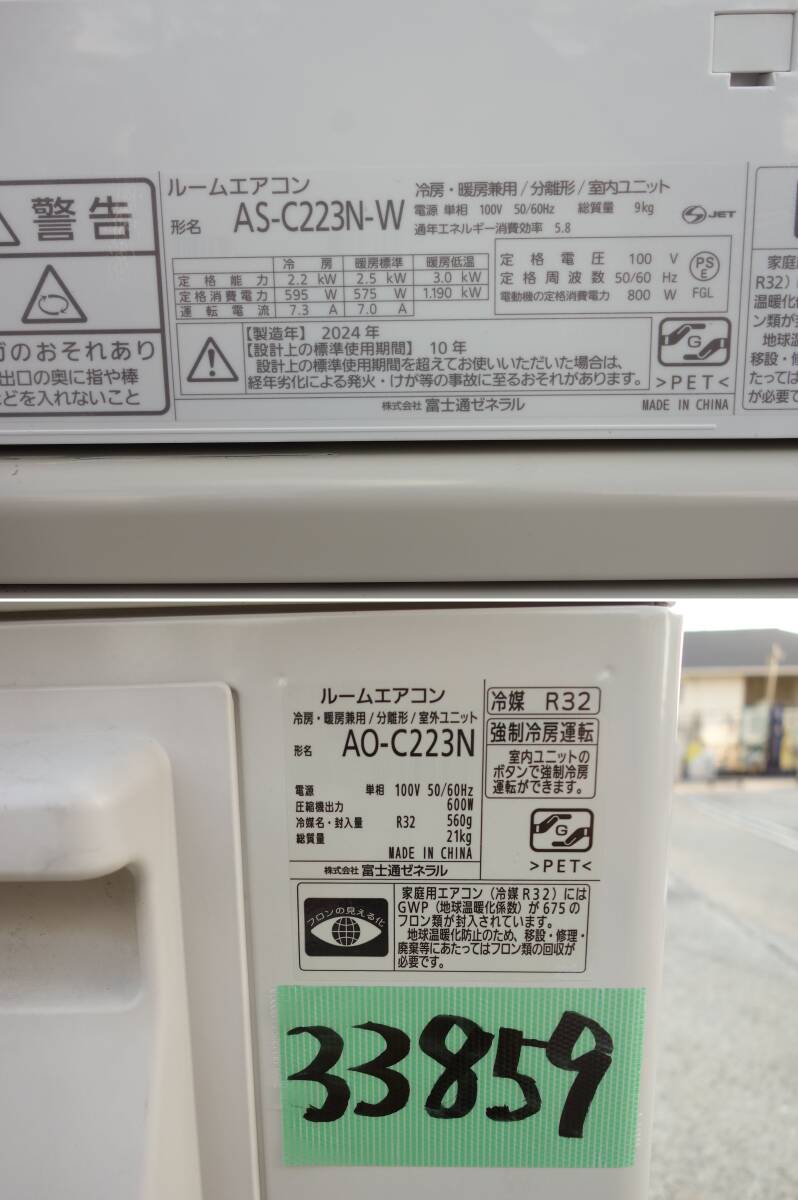 警告
ガのおそれあり
出口の奥に指や棒
などを入れないこと
ルームエアコン
形名 AS-C223N-W
冷房・暖房兼用/分離形/室内ユニット
電源 単相 100V 50/60Hz 総質量 9kg
通年エネルギー消費効率 5.8
JET
冷 房 暖房標準 暖房低温
定格能力 2.2 kW 2.5 kW 3.0 kW
定格消費電力 595 W 575 W 1.190 kW
運転電流 7.3 A 7.0 A
定格電圧 100 V
定格周波数 50/60 Hz
電動機の定格消費電力 800 W
PS
E
FGL
【製造年】2024年
【設計上の標準使用期間】10年
設計上の標準使用期間を超えてお使いいただいた場合は、
経年劣化による発火・けが等の事故に至るおそれがあります。
G
>PET<
株式会社 富士通ゼネラル
MADE IN CHINA
家庭用
R32)に
温暖化
ン類が
地球温
移設・修
たっては
が必要で
ルームエアコン
冷房・暖房兼用/分離形/室外ユニット
形名 AO-C223N
電源 単相 100V 50/60Hz
圧縮機出力 600W
冷媒名・封入量 R32 560g
総質量 21kg
MADE IN CHINA
株式会社 富士通ゼネラル
冷媒 R32
強制冷房運転
室内ユニットの
ボタンで強制冷房
運転ができます。
G
>PET<
フロンの見える化
家庭用エアコン(冷媒R32)には
GWP(地球温暖化係数)が675の
フロン類が封入されています。
地球温暖化防止のため、移設・修理・
廃棄等にあたってはフロン類の回収が
必要です。
33859